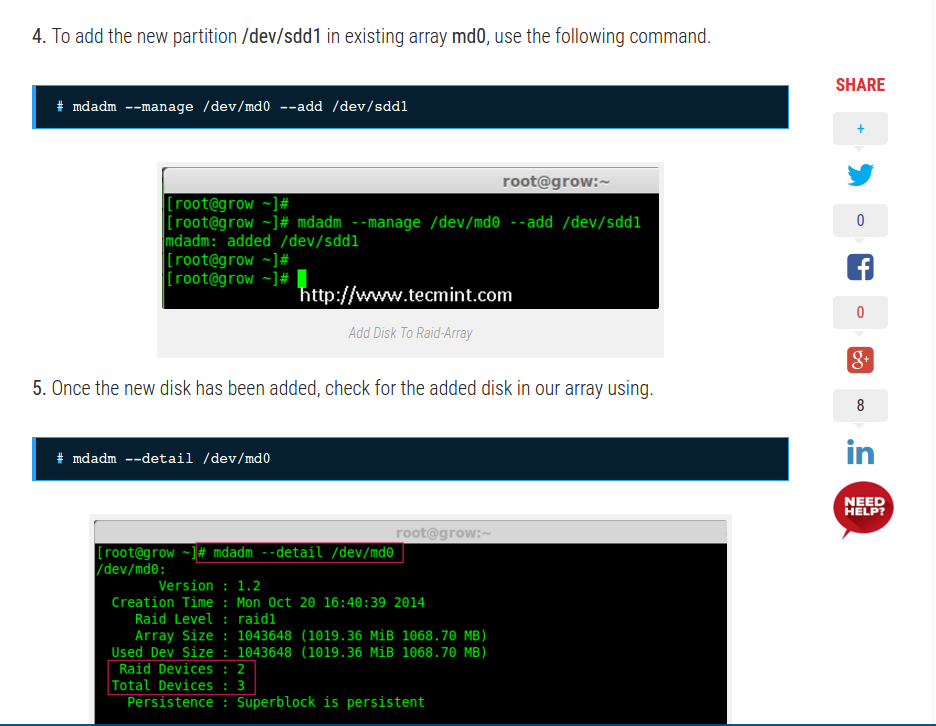 4. To add the new partition /dev/sdd1 in existing array md0, use the following command.
# mdadm --manage /dev/md0 --add /dev/sdd1
root@grow:~
[root@grow ~]#
[root@grow ~]# mdadm --manage /dev/md0 --add /dev/sdd1
mdadm: added /dev/sdd1
[root@grow ~]#
[root@grow ~]#
http://www.tecmint.com
Add Disk To Raid-Array
5. Once the new disk has been added, check for the added disk in our array using.
# mdadm --detail /dev/md0
root@grow:~
[root@grow ~]# mdadm --detail /dev/md0
/dev/md0:
Version : 1.2
Creation Time : Mon Oct 20 16:40:39 2014
Raid Level : raid1
Array Size : 1043648 (1019.36 MiB 1068.70 MB)
Used Dev Size : 1043648 (1019.36 MiB 1068.70 MB)
Raid Devices : 2
Total Devices : 3
Persistence : Superblock is persistent
SHARE
+
0
f
0
g+
8
in
NEED
HELP?